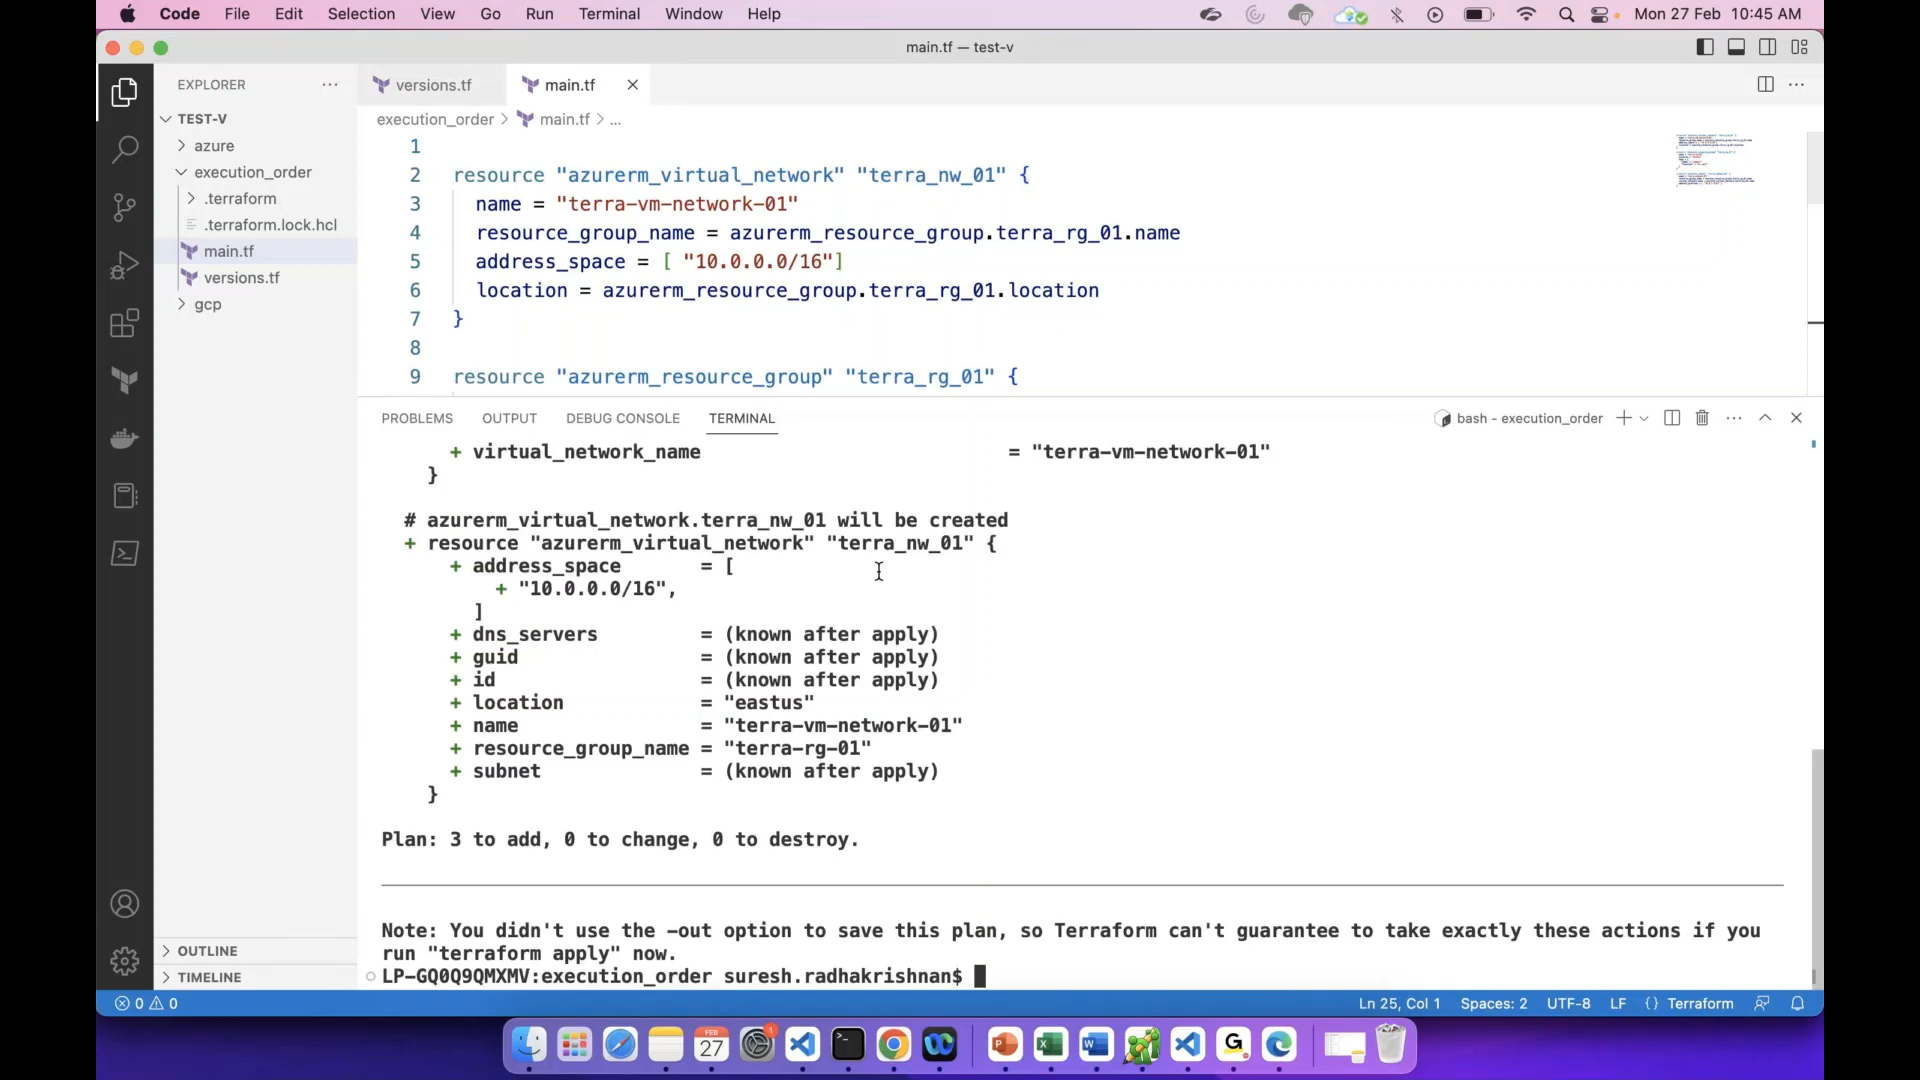 Code File Edit Selection View Go Run Terminal Window Help Mon 27 Feb 10:45 AM
main.tf — test-v
EXPLORER
TEST-V
azure
execution_order
.terraform
.terraform.lock.hcl
main.tf
versions.tf
gcp
OUTLINE
TIMELINE
versions.tf main.tf
execution_order > main.tf > ...
1
2 resource "azurerm_virtual_network" "terra_nw_01" {
3 name = "terra-vm-network-01"
4 resource_group_name = azurerm_resource_group.terra_rg_01.name
5 address_space = [ "10.0.0.0/16"]
6 location = azurerm_resource_group.terra_rg_01.location
7 }
8
9 resource "azurerm_resource_group" "terra_rg_01" {
PROBLEMS OUTPUT DEBUG CONSOLE TERMINAL bash - execution_order
+ virtual_network_name = "terra-vm-network-01"
}
# azurerm_virtual_network.terra_nw_01 will be created
+ resource "azurerm_virtual_network" "terra_nw_01" {
+ address_space = [
+ "10.0.0.0/16",
]
+ dns_servers = (known after apply)
+ guid = (known after apply)
+ id = (known after apply)
+ location = "eastus"
+ name = "terra-vm-network-01"
+ resource_group_name = "terra-rg-01"
+ subnet = (known after apply)
}
Plan: 3 to add, 0 to change, 0 to destroy.
Note: You didn't use the -out option to save this plan, so Terraform can't guarantee to take exactly these actions if you
run "terraform apply" now.
LP-GQ0Q9QMXMV:execution_order suresh.radhakrishnan$
0 0 Ln 25, Col 1 Spaces: 2 UTF-8 LF {} Terraform
FEB
27
1